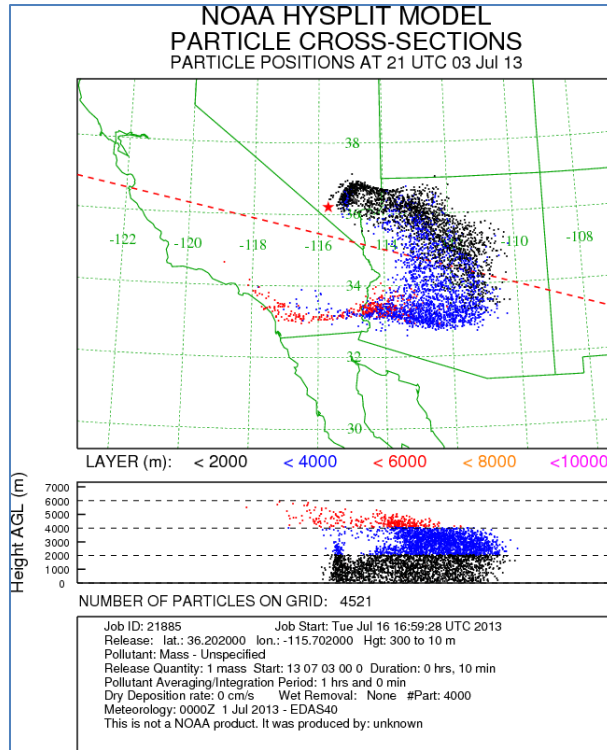 NOAA HYSPLIT MODEL
PARTICLE CROSS-SECTIONS
PARTICLE POSITIONS AT 21 UTC 03 Jul 13
38
36
-122
-120
-118
-116
-114
-110
-108
34
32
30
LAYER (m): < 2000 < 4000 < 6000 < 8000 <10000
Height AGL (m)
7000
6000
5000
4000
3000
2000
1000
0
NUMBER OF PARTICLES ON GRID: 4521
Job ID: 21885 Job Start: Tue Jul 16 16:59:28 UTC 2013
Release: lat.: 36.202000 lon.: -115.702000 Hgt: 300 to 10 m
Pollutant: Mass - Unspecified
Release Quantity: 1 mass Start: 13 07 03 00 0 Duration: 0 hrs, 10 min
Pollutant Averaging/Integration Period: 1 hrs and 0 min
Dry Deposition rate: 0 cm/s Wet Removal: None #Part: 4000
Meteorology: 0000Z 1 Jul 2013 - EDAS40
This is not a NOAA product. It was produced by: unknown